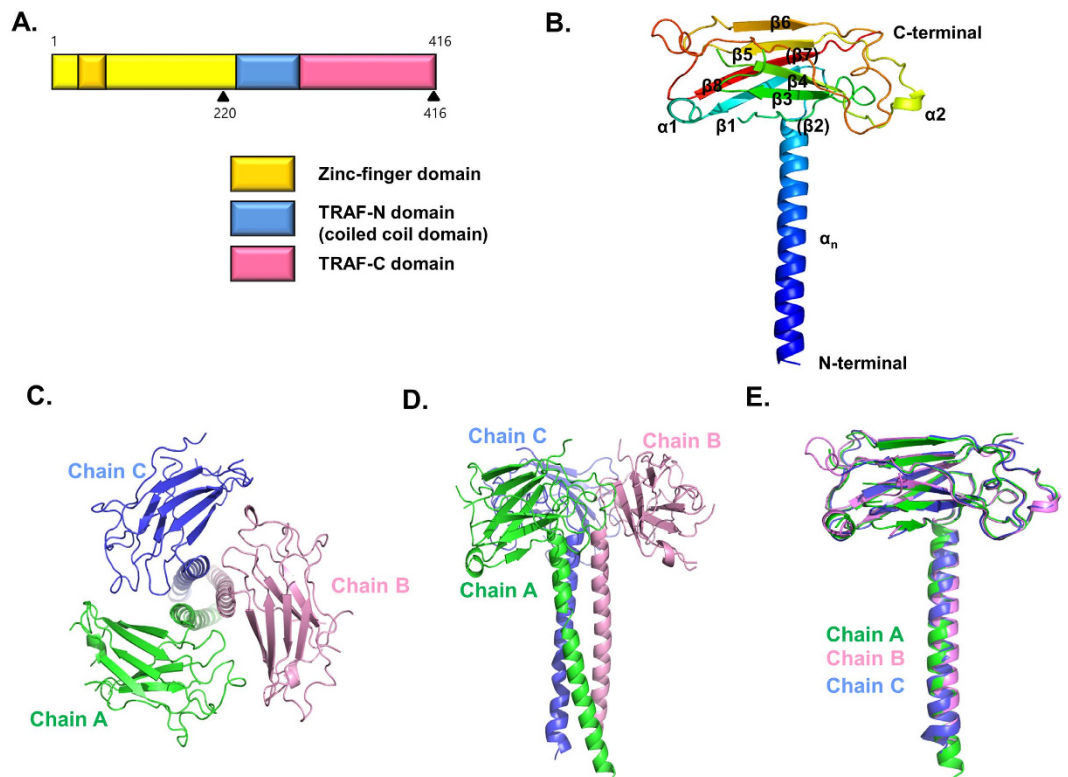 A.
1
416
220
416
Zinc-finger domain
TRAF-N domain
(coiled coil domain)
TRAF-C domain
B.
β6
C-terminal
β5
(β7)
β8
β4
β3
α1
β1
(β2)
α2
αn
N-terminal
C.
Chain C
Chain B
Chain A
D.
Chain C
Chain B
Chain A
E.
Chain A
Chain B
Chain C